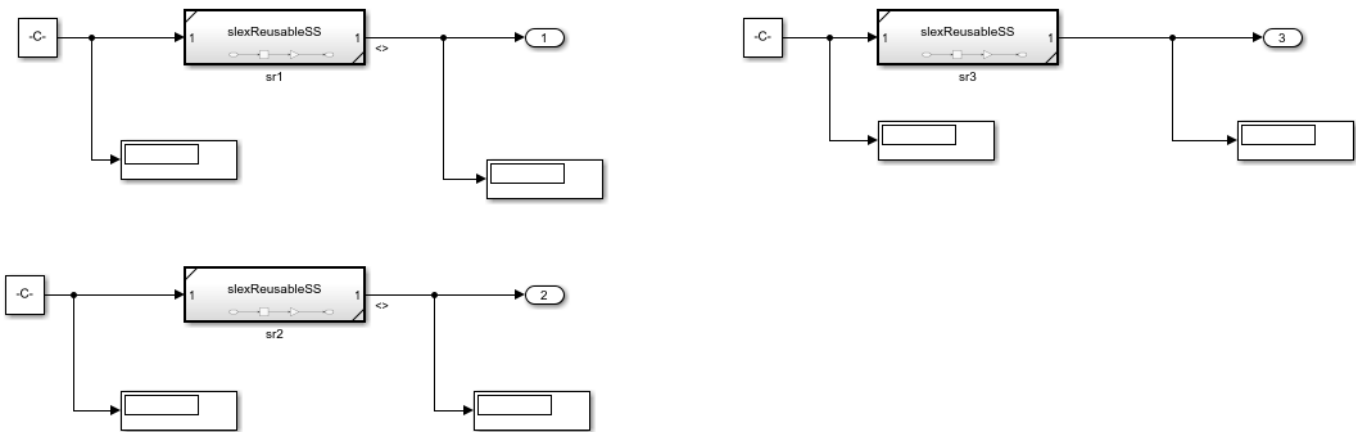 -C-
1
slexReusableSS
1
<>
sr1
1
-C-
1
slexReusableSS
1
sr3
3
-C-
1
slexReusableSS
1
<>
sr2
2